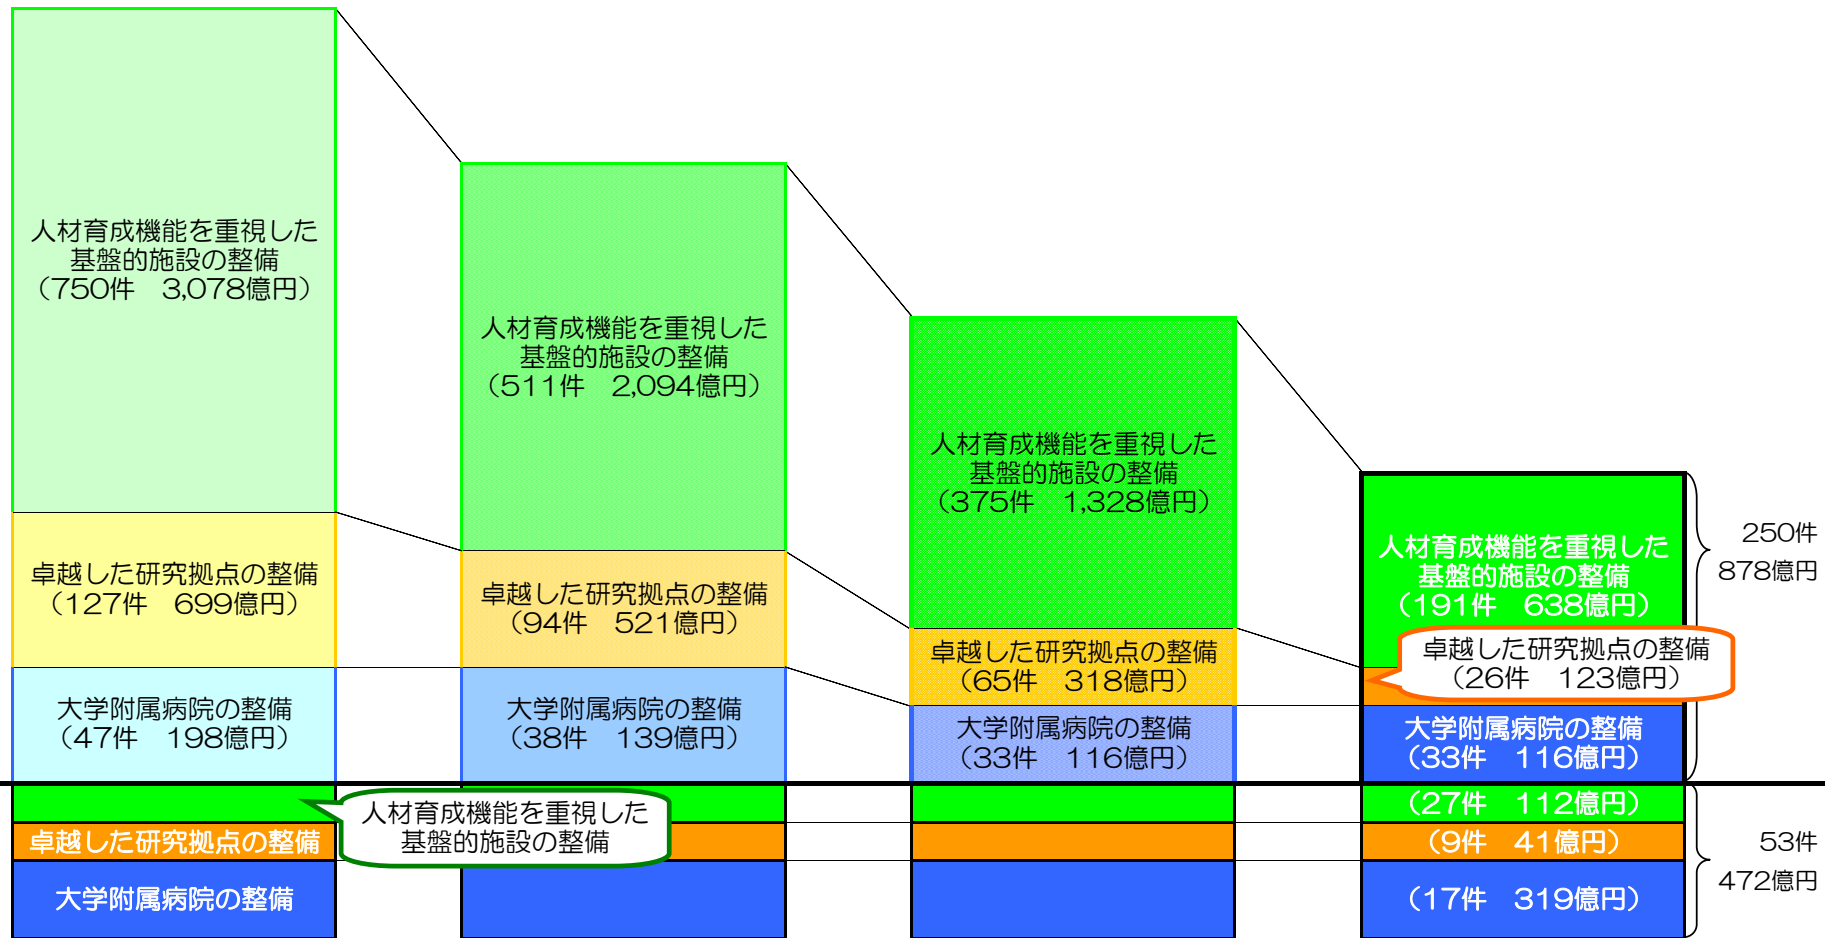 人材育成機能を重視した
基盤的施設の整備
（750件　3,078億円）
卓越した研究拠点の整備
（127件　699億円）
大学附属病院の整備
（47件　198億円）
人材育成機能を重視した
基盤的施設の整備
卓越した研究拠点の整備
大学附属病院の整備
人材育成機能を重視した
基盤的施設の整備
（511件　2,094億円）
卓越した研究拠点の整備
（94件　521億円）
大学附属病院の整備
（38件　139億円）
人材育成機能を重視した
基盤的施設の整備
（375件　1,328億円）
卓越した研究拠点の整備
（65件　318億円）
大学附属病院の整備
（33件　116億円）
人材育成機能を重視した
基盤的施設の整備
（191件　638億円）
卓越した研究拠点の整備
（26件　123億円）
大学附属病院の整備
（33件　116億円）
（27件　112億円）
（9件　41億円）
（17件　319億円）
250件
878億円
53件
472億円